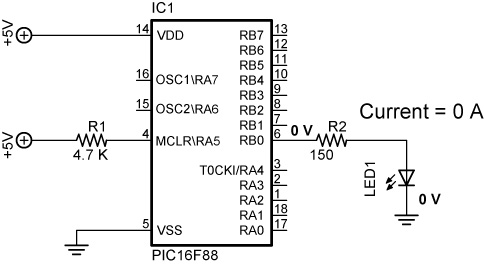 IC1
+5V
14
VDD
RB7
13
RB6
12
RB5
11
16
OSC1\RA7
RB4
10
RB3
9
15
OSC2\RA6
RB2
8
RB1
7
+5V
R1
4.7 K
4
MCLR\RA5
RB0
6
0 V
R2
150
Current = 0 A
T0CKI/RA4
3
RA3
2
RA2
1
LED1
0 V
RA1
18
5
VSS
RA0
17
PIC16F88